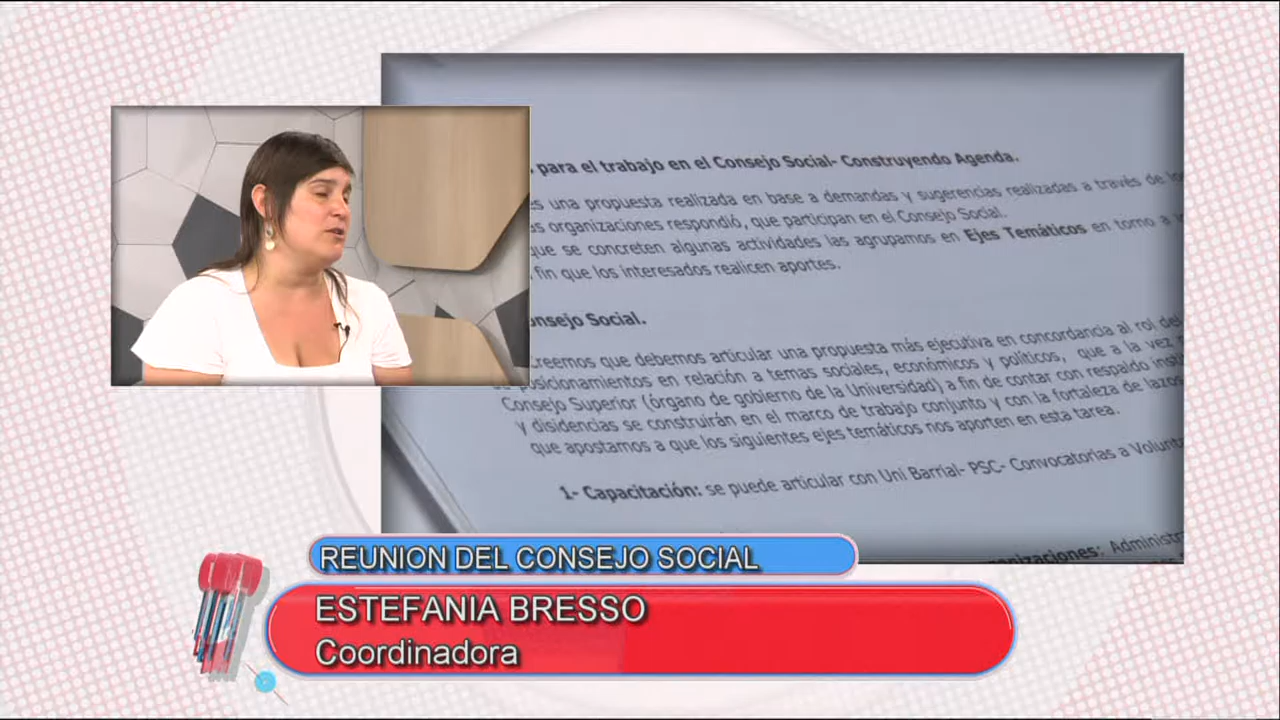 para el trabajo en el Consejo Social- Construyendo Agenda.
es una propuesta realizada en base a demandas y sugerencias realizadas a través de
organizaciones respondió, que participan en el Consejo Social.
que se concreten algunas actividades las agrupamos en Ejes Temáticos en torno a
fin que los interesados realicen aportes.
Social.
que debemos articular una propuesta más ejecutiva en concordancia al rol del
posicionamientos en relación a temas sociales, económicos y políticos, que a la vez
Consejo Superior (órgano de gobierno de la Universidad) a fin de contar con respaldo
y disidencias se construirán en el marco de trabajo conjunto y con la fortaleza de lazos
que apostamos a que los siguientes ejes temáticos nos aporten en esta tarea.
1- Capacitación: se puede articular con Uni Barrial- PSC- Convocatorias a
REUNION DEL CONSEJO SOCIAL
ESTEFANIA BRESSO
Coordinadora